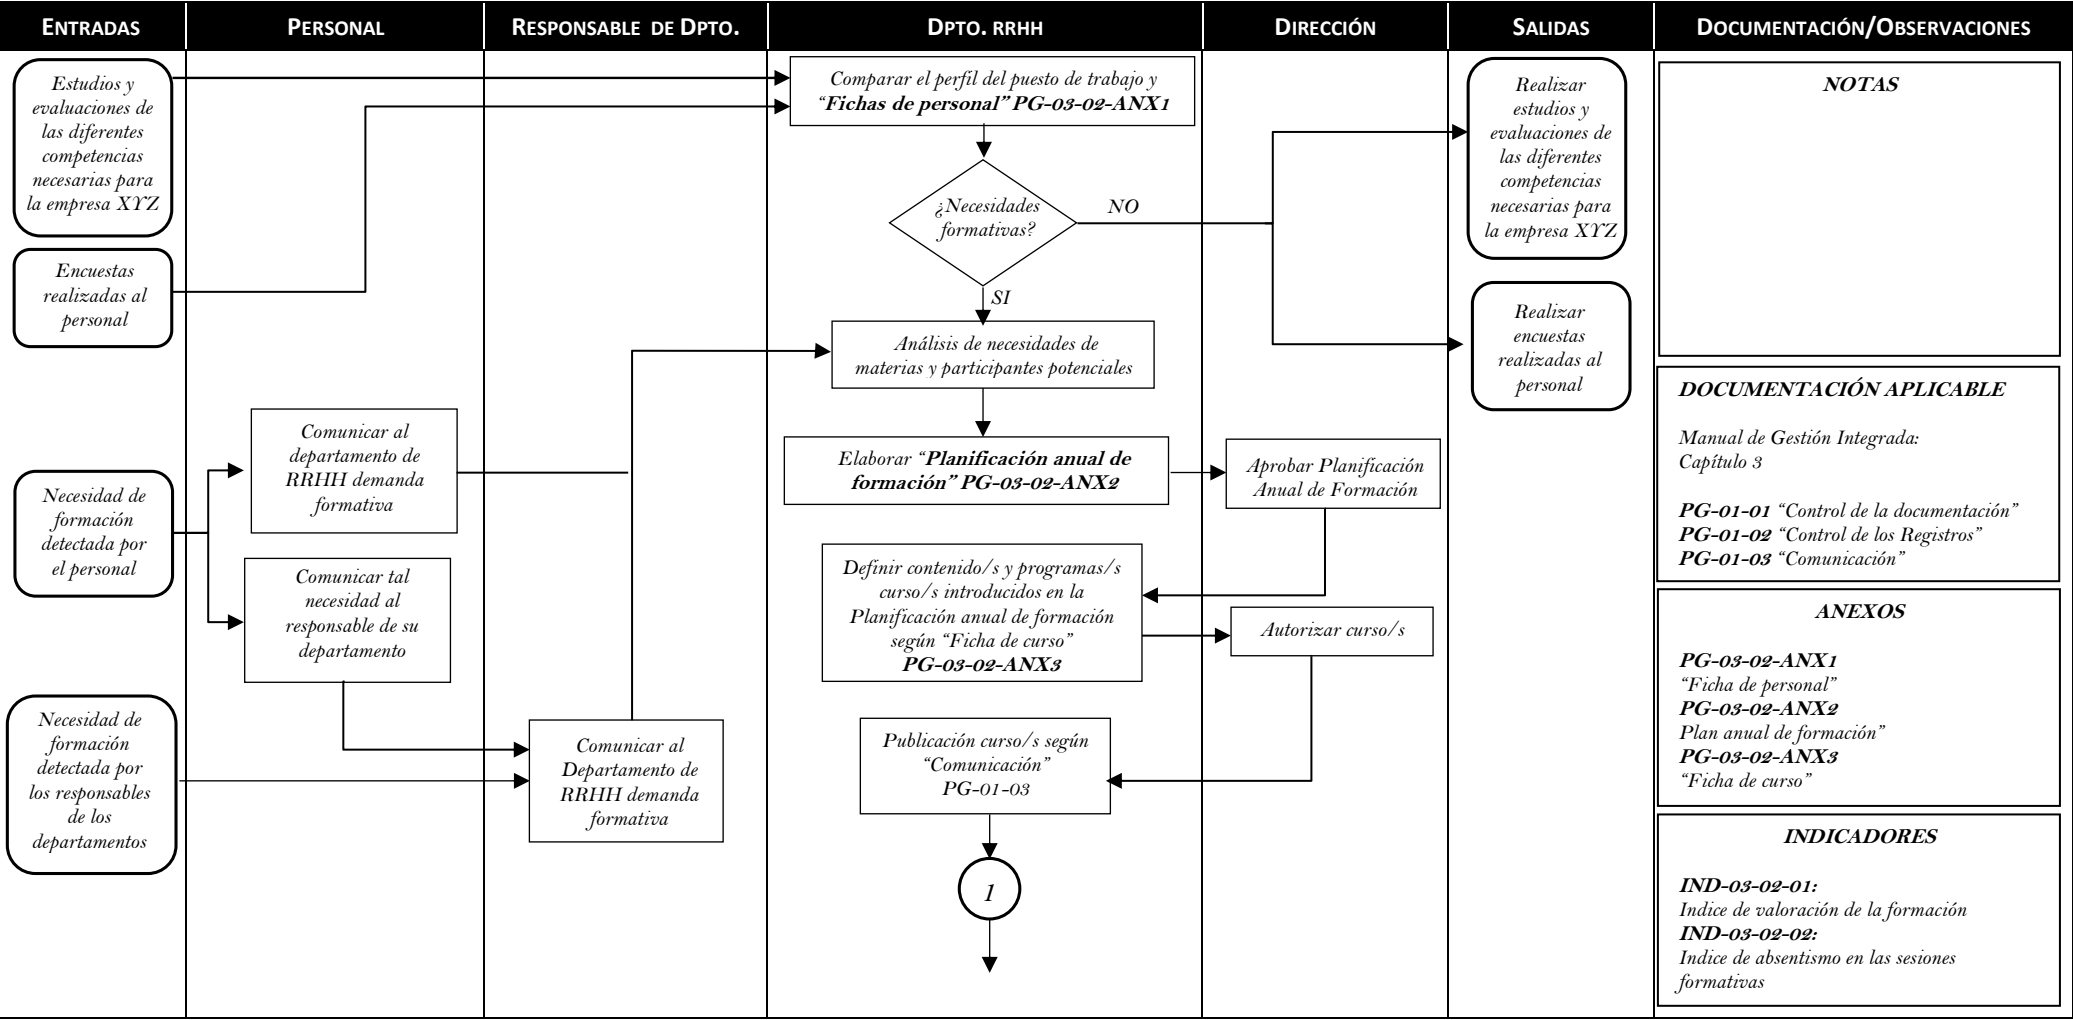 ENTRADAS
PERSONAL
RESPONSABLE DE DPTO.
DPTO. RRHH
DIRECCIÓN
SALIDAS
DOCUMENTACIÓN/OBSERVACIONES
Estudios y
evaluaciones de
las diferentes
competencias
necesarias para
la empresa XYZ
Encuestas
realizadas al
personal
Necesidad de
formación
detectada por
el personal
Necesidad de
formación
detectada por
los responsables
de los
departamentos
Comunicar al
departamento de
RRHH demanda
formativa
Comunicar tal
necesidad al
responsable de su
departamento
Comunicar al
Departamento de
RRHH demanda
formativa
Comparar el perfil del puesto de trabajo y
“Fichas de personal” PG-03-02-ANX1
¿Necesidades
formativas?
NO
SI
Análisis de necesidades de
materias y participantes potenciales
Elaborar “Planificación anual de
formación” PG-03-02-ANX2
Definir contenido/s y programas/s
curso/s introducidos en la
Planificación anual de formación
según “Ficha de curso”
PG-03-02-ANX3
Publicación curso/s según
“Comunicación”
PG-01-03
1
Aprobar Planificación
Anual de Formación
Autorizar curso/s
Realizar
estudios y
evaluaciones de
las diferentes
competencias
necesarias para
la empresa XYZ
Realizar
encuestas
realizadas al
personal
NOTAS
DOCUMENTACIÓN APLICABLE
Manual de Gestión Integrada:
Capítulo 3
PG-01-01 “Control de la documentación”
PG-01-02 “Control de los Registros”
PG-01-03 “Comunicación”
ANEXOS
PG-03-02-ANX1
“Ficha de personal”
PG-03-02-ANX2
Plan anual de formación”
PG-03-02-ANX3
“Ficha de curso”
INDICADORES
IND-03-02-01:
Indice de valoración de la formación
IND-03-02-02:
Indice de absentismo en las sesiones
formativas